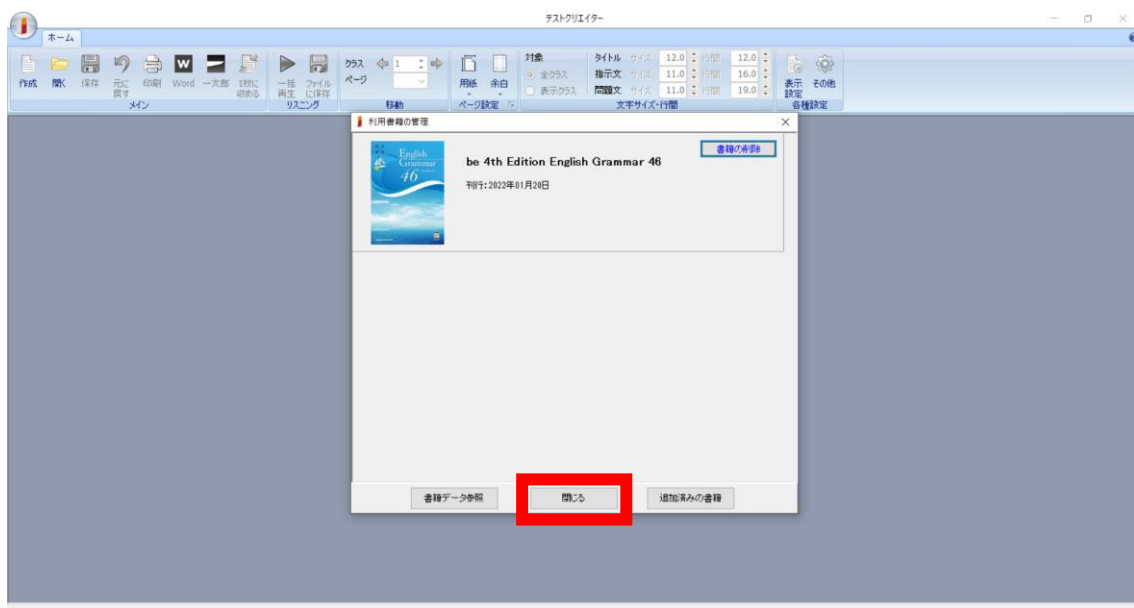 テストクリエイター
ホーム
作成 開く 保存 元に戻す 印刷 Word 一太郎 1枚に収める
メイン
一括再生 ファイルに保存
リスニング
クラス 1
ページ
移動
用紙 余白
ページ設定
対象
全クラス
表示クラス
タイトル サイズ 12.0 行間 12.0
指示文 サイズ 11.0 行間 16.0
問題文 サイズ 11.0 行間 19.0
文字サイズ・行間
表示設定 その他
各種設定
利用書籍の管理
English
Grammar
46
be 4th Edition English Grammar 46
刊行:2022年01月20日
書籍の削除
書籍データ参照 閉じる 追加済みの書籍